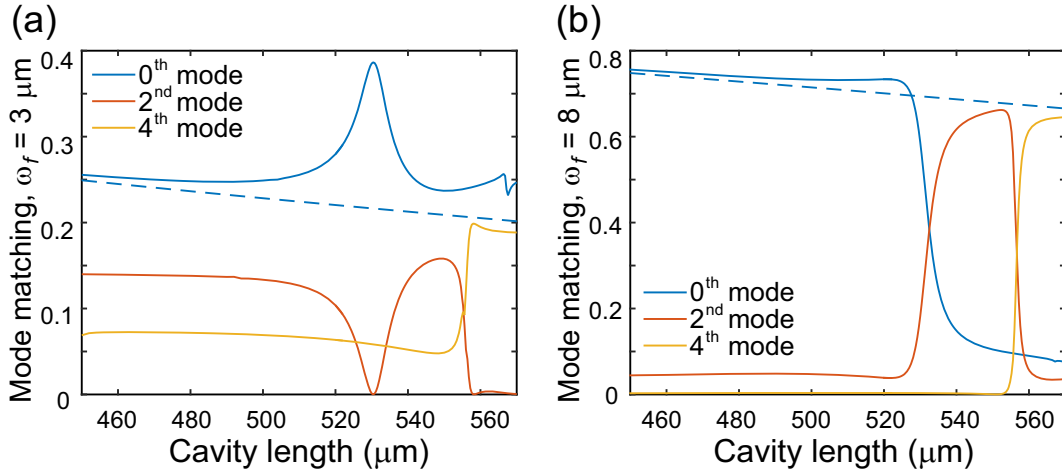 (a)
Mode matching, ω_f = 3 μm
0.4
0.3
0.2
0.1
0
0th mode
2nd mode
4th mode
460 480 500 520 540 560
Cavity length (μm)
(b)
Mode matching, ω_f = 8 μm
0.8
0.6
0.4
0.2
0
0th mode
2nd mode
4th mode
460 480 500 520 540 560
Cavity length (μm)